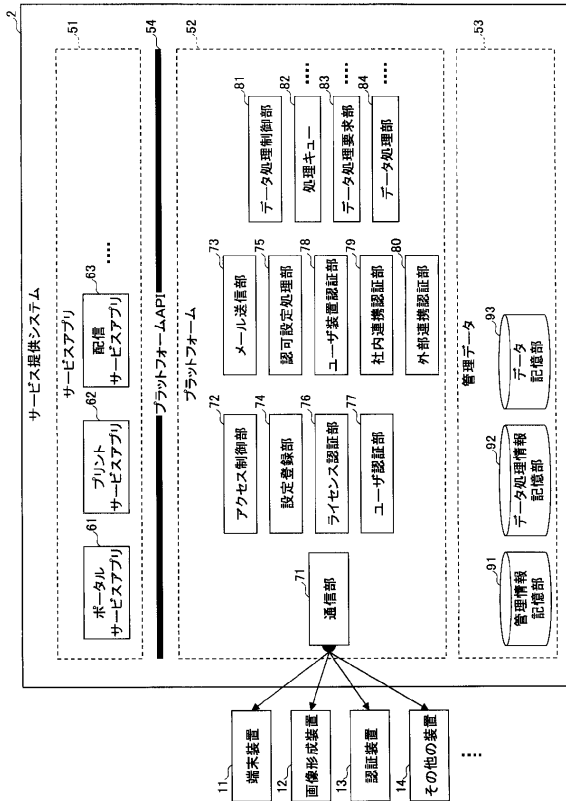 サービス提供システム
2
サービスアプリ
51
ポータル
サービスアプリ
61
プリント
サービスアプリ
62
配信
サービスアプリ
63
プラットフォームAPI
54
プラットフォーム
52
通信部
71
アクセス制御部
72
設定登録部
74
ライセンス認証部
76
ユーザ認証部
77
メール送信部
73
認可設定処理部
75
ユーザ装置認証部
78
社内連携認証部
79
外部連携認証部
80
データ処理制御部
81
処理キュー
82
データ処理要求部
83
データ処理部
84
管理データ
53
管理情報
記憶部
91
データ処理情報
記憶部
92
データ
記憶部
93
端末装置
11
画像形成装置
12
認証装置
13
その他の装置
14